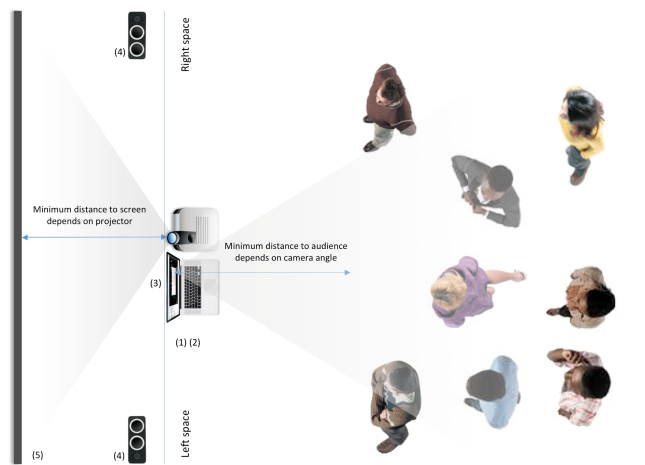 (4)
Right space
Minimum distance to screen
depends on projector
Minimum distance to audience
depends on camera angle
(3)
(1) (2)
Left space
(5)
(4)